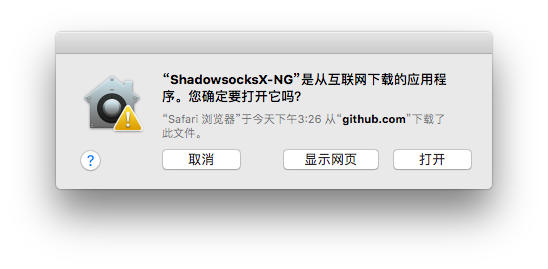 “ShadowsocksX-NG”是从互联网下载的应用程
序。您确定要打开它吗？
“Safari 浏览器”于今天下午3:26 从“github.com”下载了
此文件。
? 取消 显示网页 打开